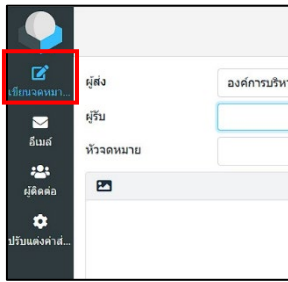 เขียนจดหมา...
อีเมล์
ผู้ติดต่อ
ปรับแต่งค่าส่...
ผู้ส่ง
องค์การบริหา
ผู้รับ
หัวจดหมาย